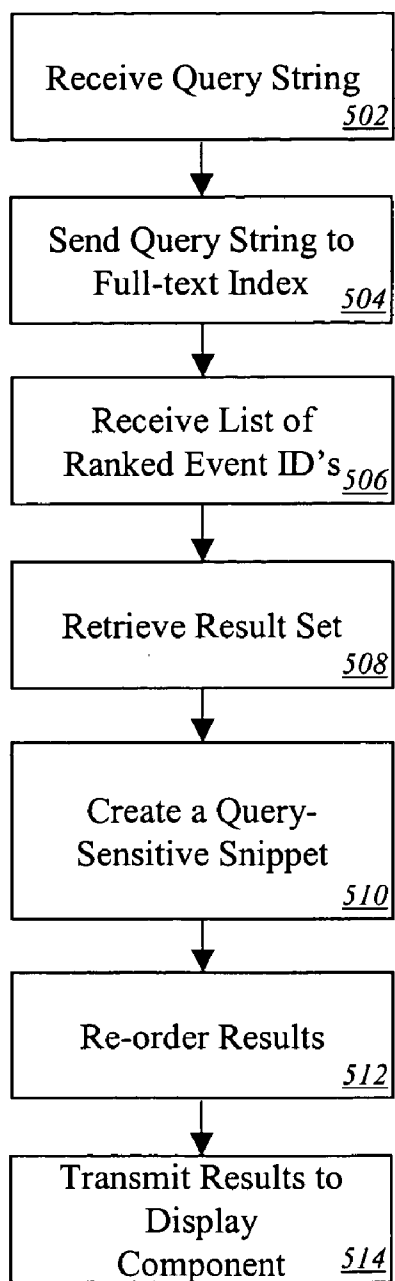 Receive Query String
502
Send Query String to
Full-text Index
504
Receive List of
Ranked Event ID's
506
Retrieve Result Set
508
Create a Query-
Sensitive Snippet
510
Re-order Results
512
Transmit Results to
Display
Component
514